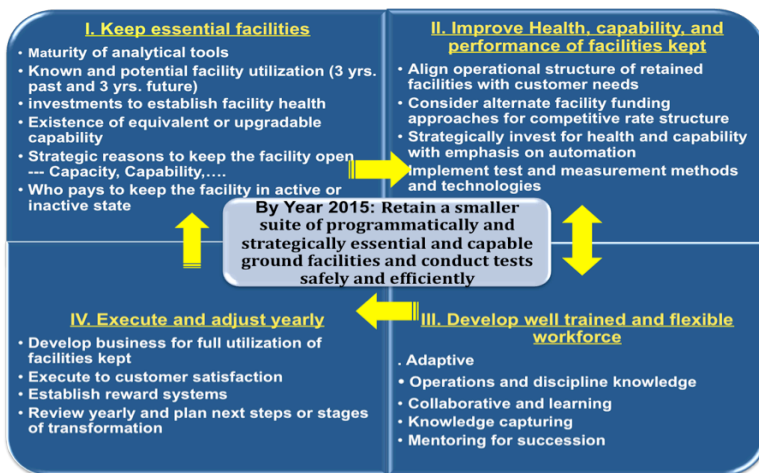 I. Keep essential facilities
• Maturity of analytical tools
• Known and potential facility utilization (3 yrs.
past and 3 yrs. future)
• investments to establish facility health
• Existence of equivalent or upgradable
capability
• Strategic reasons to keep the facility open
--- Capacity, Capability,....
• Who pays to keep the facility in active or
inactive state
II. Improve Health, capability, and
performance of facilities kept
• Align operational structure of retained
facilities with customer needs
• Consider alternate facility funding
approaches for competitive rate structure
• Strategically invest for health and capability
with emphasis on automation
• Implement test and measurement methods
and technologies
By Year 2015: Retain a smaller
suite of programmatically and
strategically essential and capable
ground facilities and conduct tests
safely and efficiently
IV. Execute and adjust yearly
• Develop business for full utilization of
facilities kept
• Execute to customer satisfaction
• Establish reward systems
• Review yearly and plan next steps or stages
of transformation
III. Develop well trained and flexible
workforce
. Adaptive
• Operations and discipline knowledge
• Collaborative and learning
• Knowledge capturing
• Mentoring for succession